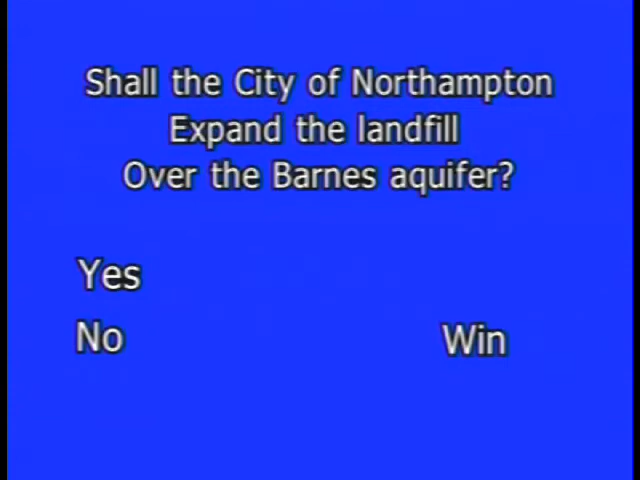 Shall the City of Northampton
Expand the landfill
Over the Barnes aquifer?
Yes
No Win